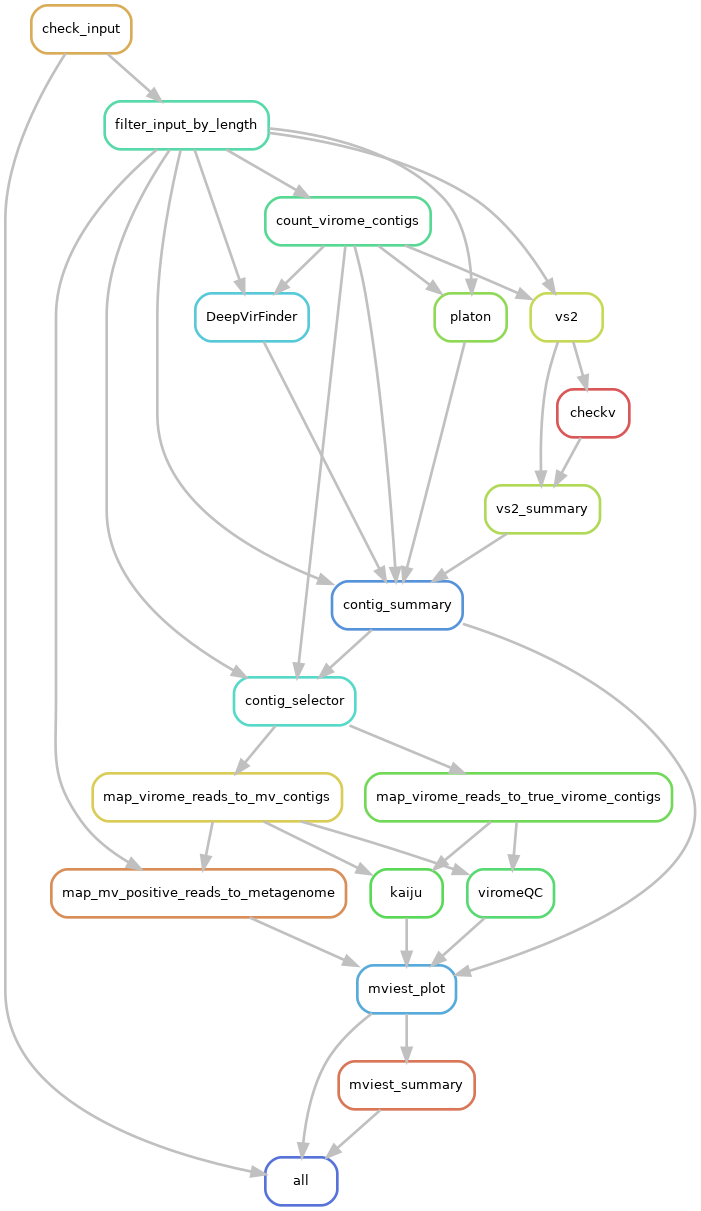 check_input
filter_input_by_length
count_virome_contigs
DeepVirFinder
platon
vs2
checkv
vs2_summary
contig_summary
contig_selector
map_virome_reads_to_mv_contigs
map_virome_reads_to_true_virome_contigs
map_mv_positive_reads_to_metagenome
kaiju
viromeQC
mviest_plot
mviest_summary
all